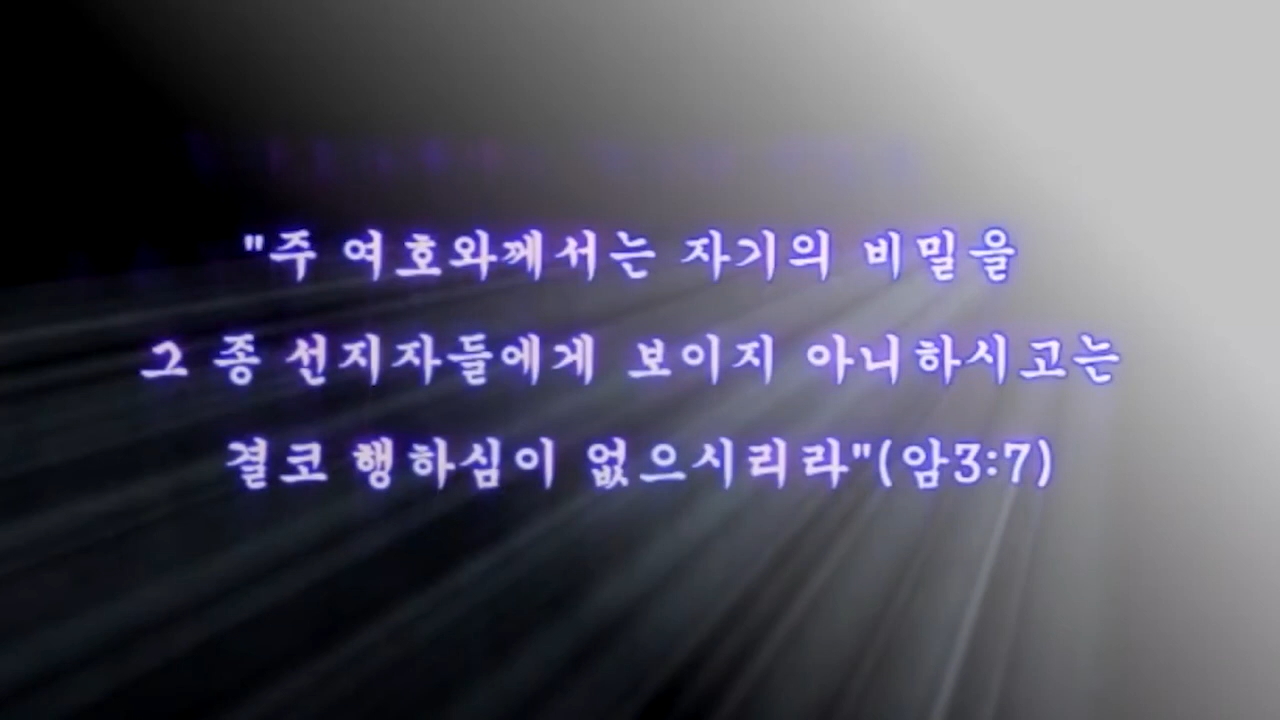 "주 여호와께서는 자기의 비밀을
그 종 선지자들에게 보이지 아니하시고는
결코 행하심이 없으시리라"(암3:7)